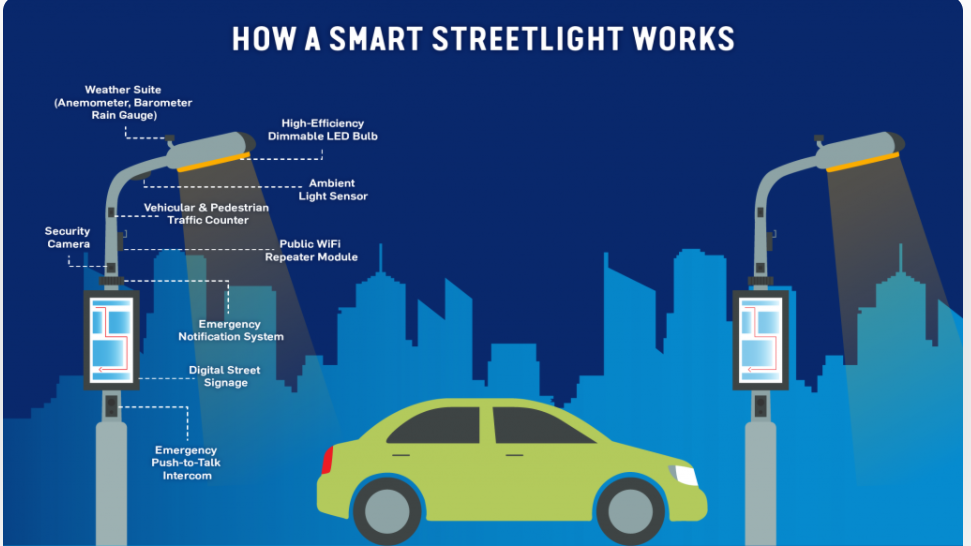 HOW A SMART STREETLIGHT WORKS
Weather Suite
(Anemometer, Barometer
Rain Gauge)
High-Efficiency
Dimmable LED Bulb
Ambient
Light Sensor
Vehicular & Pedestrian
Traffic Counter
Security
Camera
Public WiFi
Repeater Module
Emergency
Notification System
Digital Street
Signage
Emergency
Push-to-Talk
Intercom